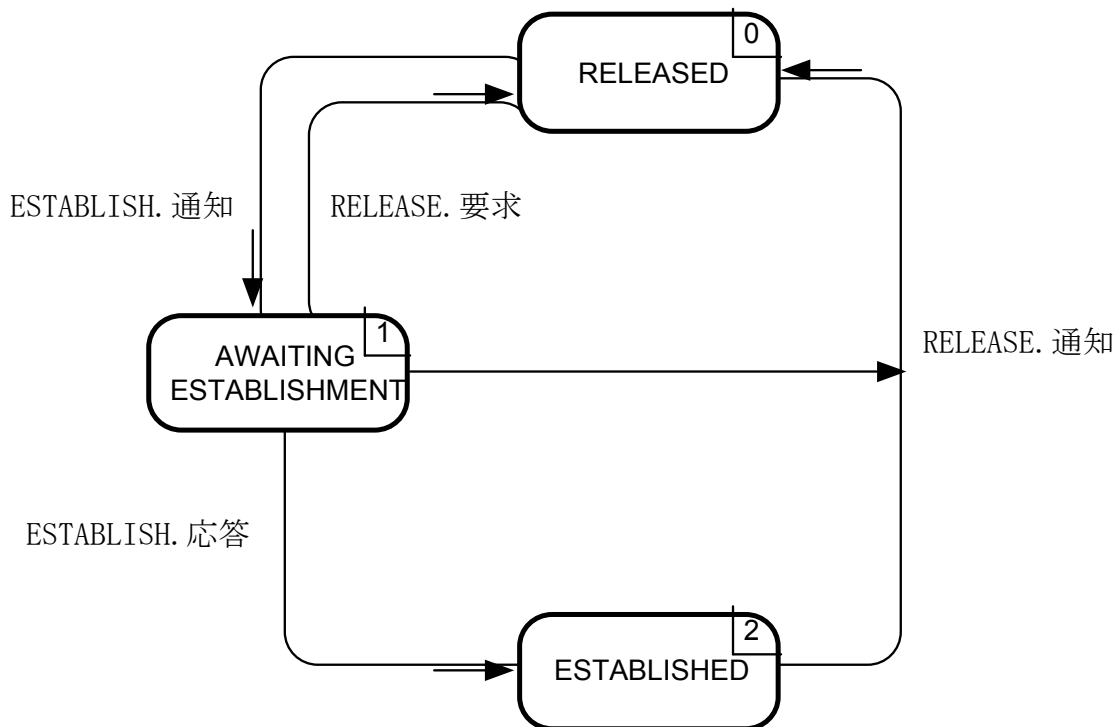 0
RELEASED
ESTABLISH.通知
RELEASE.要求
1
AWAITING
ESTABLISHMENT
RELEASE.通知
ESTABLISH.応答
2
ESTABLISHED